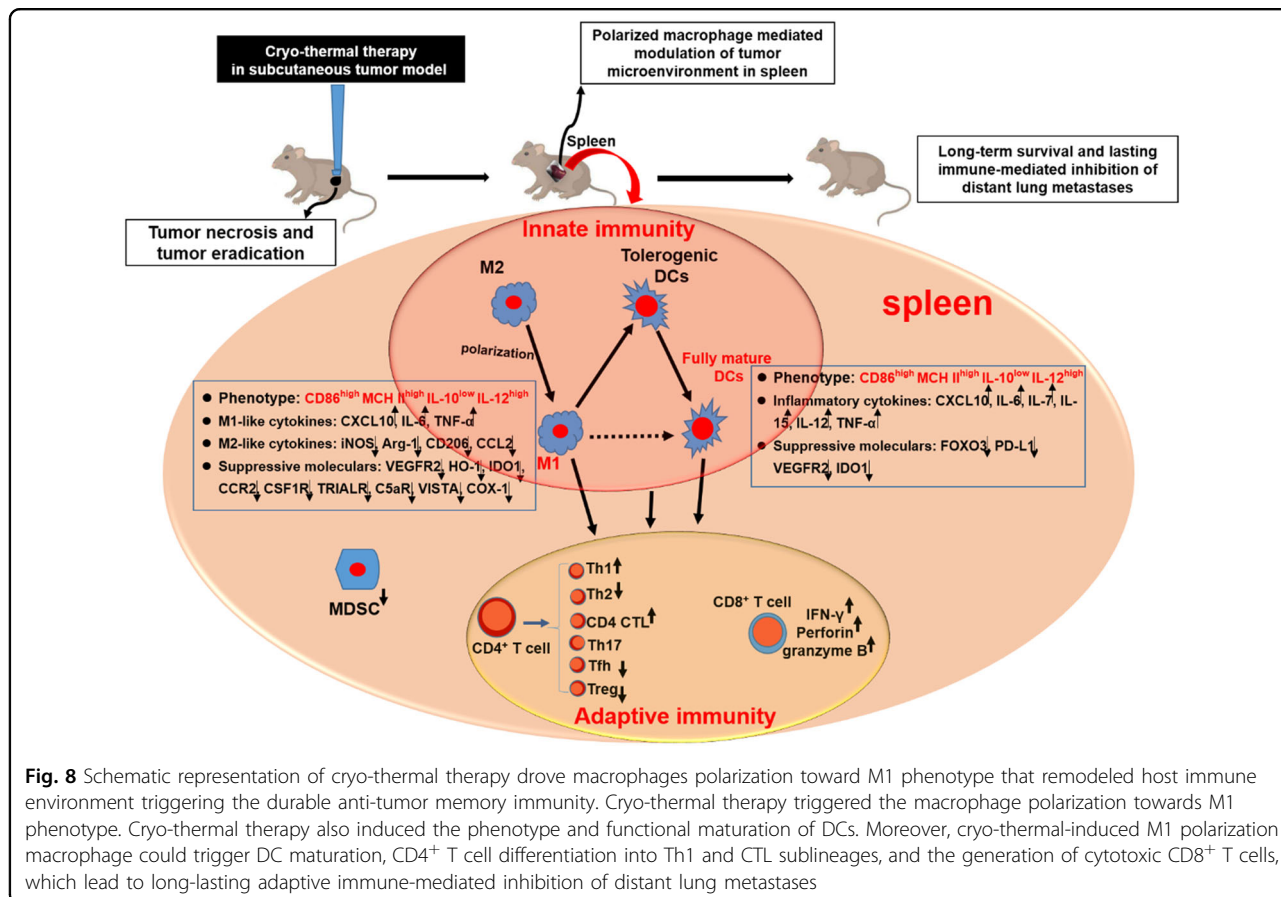 Cryo-thermal therapy
in subcutaneous tumor model
Polarized macrophage mediated
modulation of tumor
microenvironment in spleen
Spleen
Long-term survival and lasting
immune-mediated inhibition of
distant lung metastases
Tumor necrosis and
tumor eradication
Innate immunity
M2
Tolerogenic
DCs
spleen
polarization
Fully mature
DCs
M1
● Phenotype: CD86high MCH IIhigh IL-10low IL-12high
● M1-like cytokines: CXCL10↑, IL-6↑, TNF-α↑
● M2-like cytokines: iNOS↓, Arg-1↓, CD206↓, CCL2↓
● Suppressive moleculars: VEGFR2↓, HO-1↓, IDO1↓,
CCR2↓, CSF1R↓, TRIALR↓, C5aR↓, VISTA↓, COX-1↓
● Phenotype: CD86high MCH IIhigh IL-10low IL-12high
● Inflammatory cytokines: CXCL10↑, IL-6↑, IL-7↑, IL-
15↑, IL-12↑, TNF-α↑
● Suppressive moleculars: FOXO3↓, PD-L1↓
VEGFR2↓, IDO1↓
MDSC↓
CD4+ T cell
Th1↑
Th2↓
CD4 CTL↑
Th17
Tfh ↓
Treg↓
CD8+ T cell
IFN-γ↑
Perforin↑
granzyme B↑
Adaptive immunity
Fig. 8 Schematic representation of cryo-thermal therapy drove macrophages polarization toward M1 phenotype that remodeled host immune
environment triggering the durable anti-tumor memory immunity. Cryo-thermal therapy triggered the macrophage polarization towards M1
phenotype. Cryo-thermal therapy also induced the phenotype and functional maturation of DCs. Moreover, cryo-thermal-induced M1 polarization
macrophage could trigger DC maturation, CD4+ T cell differentiation into Th1 and CTL sublineages, and the generation of cytotoxic CD8+ T cells,
which lead to long-lasting adaptive immune-mediated inhibition of distant lung metastases